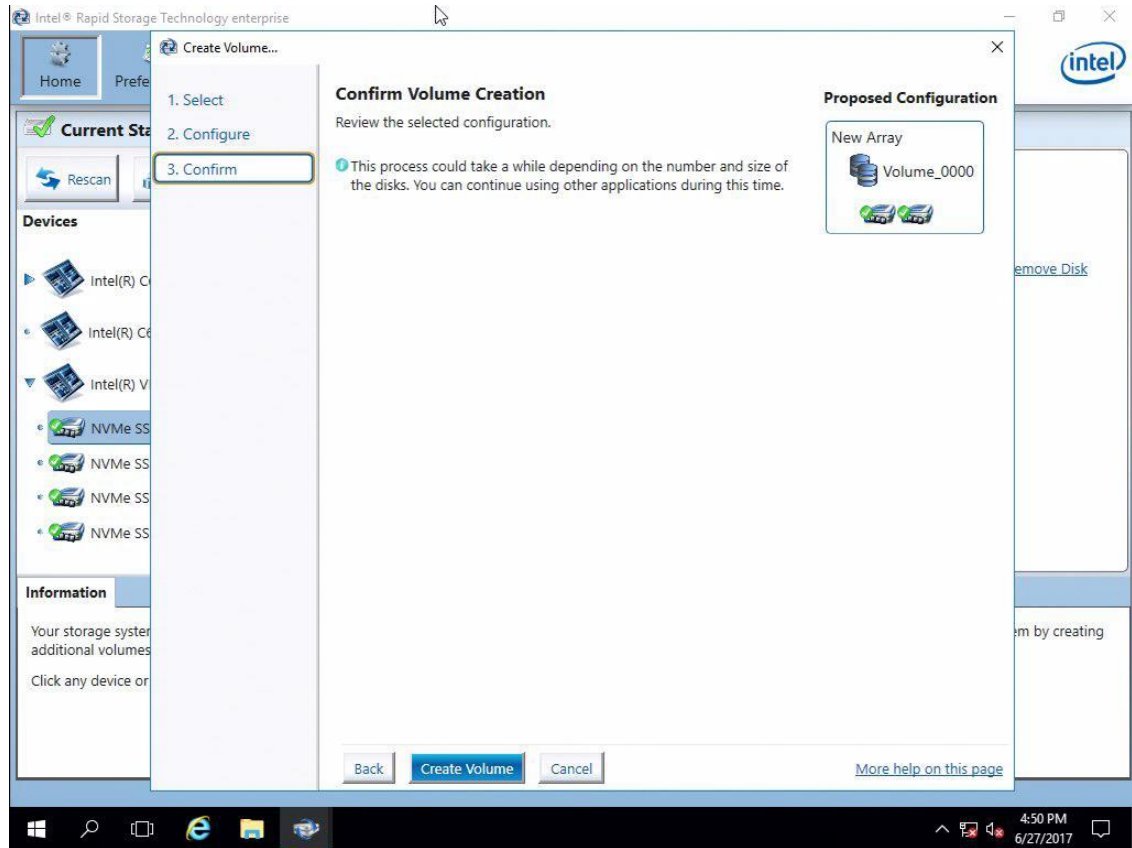 Intel® Rapid Storage Technology enterprise
Home
Prefe
intel
Create Volume...
1. Select
2. Configure
3. Confirm
Confirm Volume Creation
Review the selected configuration.
This process could take a while depending on the number and size of
the disks. You can continue using other applications during this time.
Proposed Configuration
New Array
Volume_0000
Current Sta
Rescan
Devices
Intel(R) C
Intel(R) C6
Intel(R) V
NVMe SS
NVMe SS
NVMe SS
NVMe SS
emove Disk
Information
Your storage system
additional volumes
Click any device or
em by creating
Back
Create Volume
Cancel
More help on this page
4:50 PM
6/27/2017